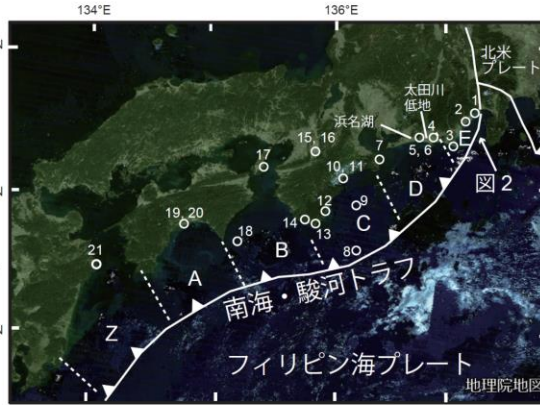 134°E
136°E
北米
プレート
太田川
低地
浜名湖
1
2
3
4
5, 6
E
7
15 16
17
10 11
D
図2
9
12
C
14
13
19 20
18
8
B
21
A
南海・駿河トラフ
Z
フィリピン海プレート
地理院地図